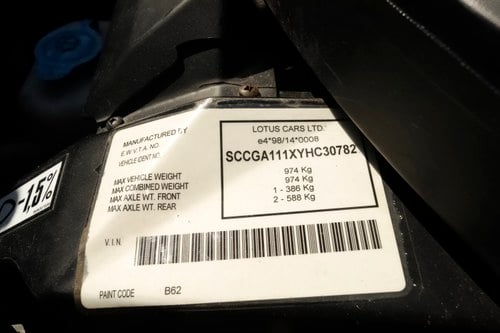 MANUFACTURED BY LOTUS CARS LTD.
E.W.V.T.A. NO. e4*98/14*0008
VEHICLE IDENT NO. SCCGA111XYHC30782
MAX VEHICLE WEIGHT 974 Kg
MAX COMBINED WEIGHT 974 Kg
MAX AXLE WT. FRONT 1 - 386 Kg
MAX AXLE WT. REAR 2 - 588 Kg
-1,5%
V.I.N.
PAINT CODE B62